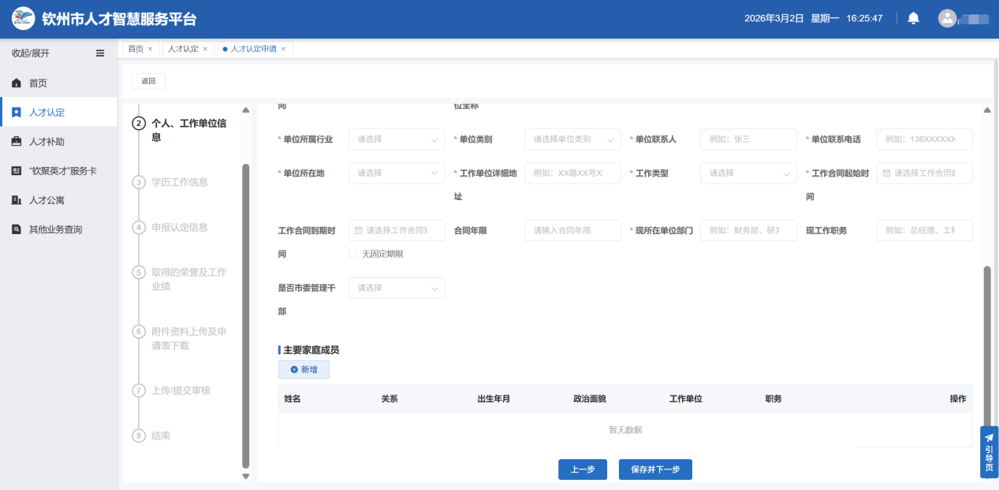 钦州市人才智慧服务平台
2026年3月2日 星期一 16:25:47
收起/展开
首页 × 人才认定 × 人才认定申请 ×
首页
人才认定
人才补助
“钦聚英才”服务卡
人才公寓
其他业务查询
返回
2 个人、工作单位信
息
3 学历工作信息
4 申报认定信息
5 取得的荣誉及工作
业绩
6 附件资料上传及申
请表下载
7 上传/提交审核
8 结束
间 位全称
* 单位所属行业 请选择 * 单位类别 请选择单位类别 * 单位联系人 例如：张三 * 单位联系电话 例如：138XXXXXX
* 单位所在地 请选择 * 工作单位详细地 例如：XX路XX号X * 工作类型 请选择 * 工作合同起始时 请选择工作合同
址 间
工作合同到期时 请选择工作合同 合同年限 请输入合同年限 * 现所在单位部门 例如：财务部、研发 现工作职务 例如：总经理、工
间 无固定期限
是否市委管理干 请选择
部
主要家庭成员
新增
姓名 关系 出生年月 政治面貌 工作单位 职务 操作
暂无数据
上一步 保存并下一步
引导页